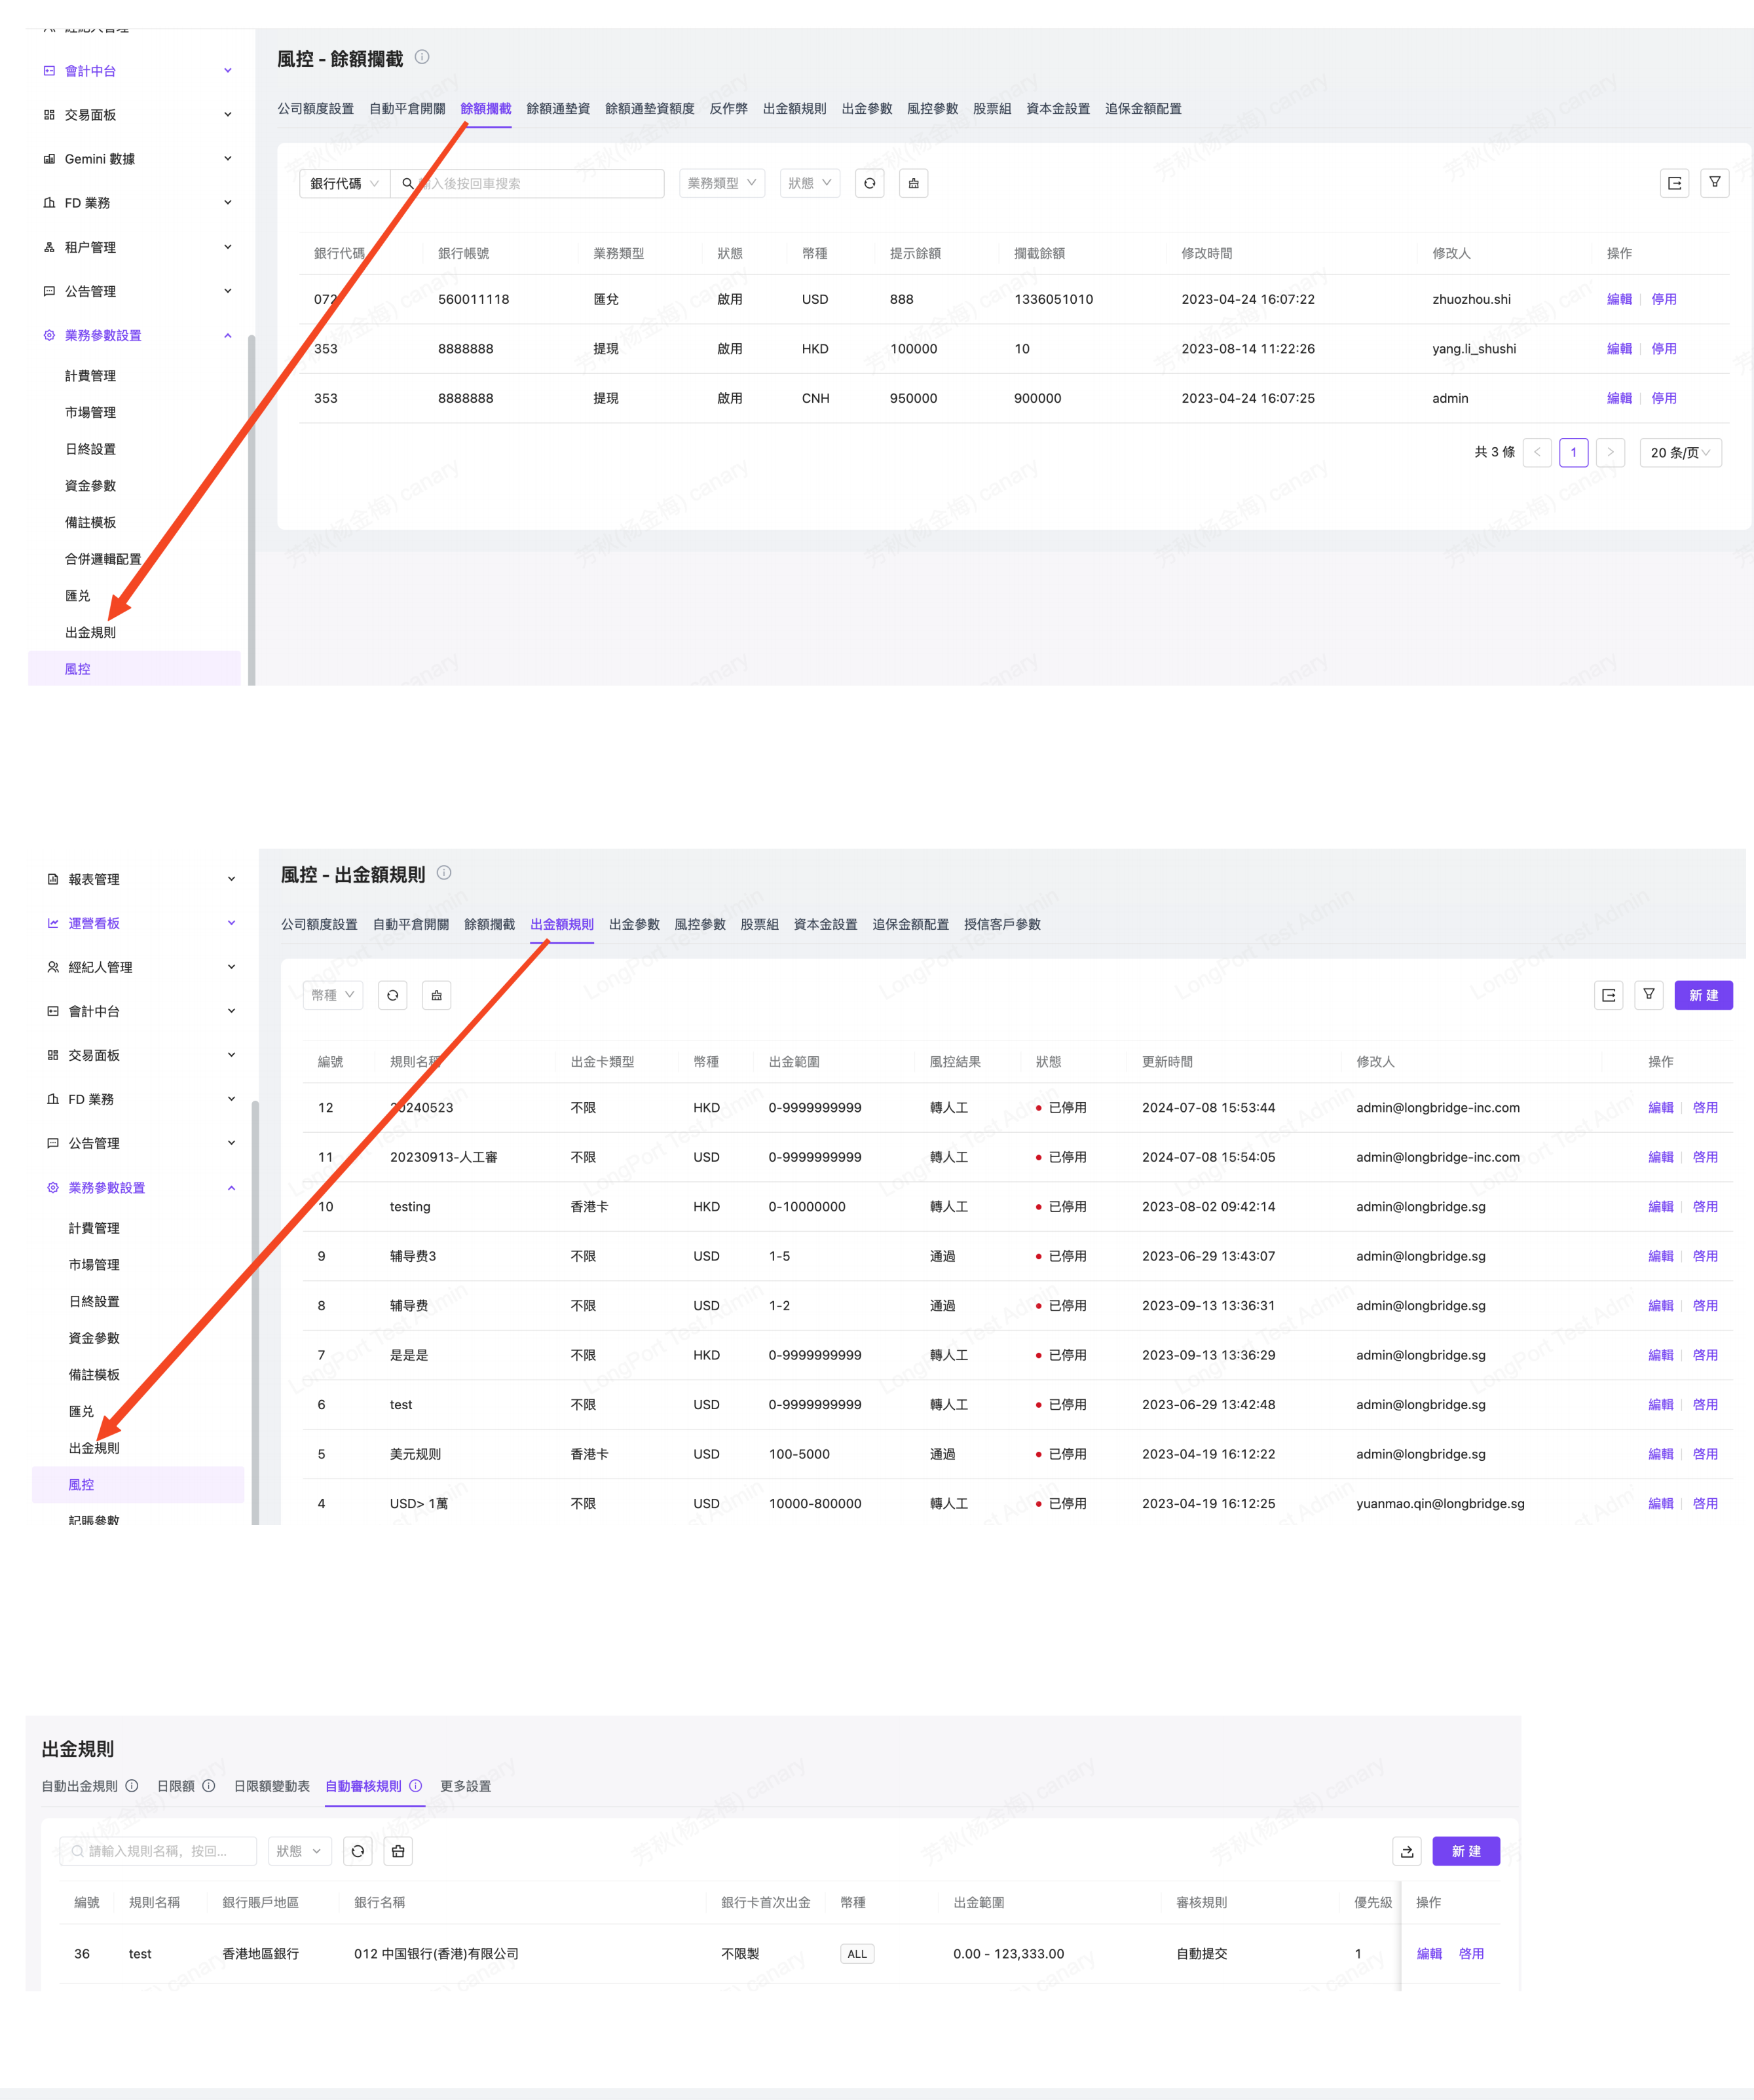 會計中台
交易面板
Gemini 數據
FD 業務
租户管理
公告管理
業務參數設置
計費管理
市場管理
日終設置
資金參數
備註模板
合併邏輯配置
匯兑
出金規則
風控
風控 - 餘額攔截
公司額度設置 自動平倉開關 餘額攔截 餘額通墊資 餘額通墊資額度 反作弊 出金額規則 出金參數 風控參數 股票組 資本金設置 追保金額配置
銀行代碼 入後按回車搜索 業務類型 狀態
銀行代碼 銀行帳號 業務類型 狀態 幣種 提示餘額 攔截餘額 修改時間 修改人 操作
072 560011118 匯兌 啟用 USD 888 1336051010 2023-04-24 16:07:22 zhuozhou.shi 編輯 停用
353 8888888 提現 啟用 HKD 100000 10 2023-08-14 11:22:26 yang.li_shushi 編輯 停用
353 8888888 提現 啟用 CNH 950000 900000 2023-04-24 16:07:25 admin 編輯 停用
共 3 條 < 1 > 20 条/页
芳秋(杨金梅) canary
報表管理
運營看板
經紀人管理
會計中台
交易面板
FD 業務
公告管理
業務參數設置
計費管理
市場管理
日終設置
資金參數
備註模板
匯兑
出金規則
風控
記賬參數
風控 - 出金額規則
公司額度設置 自動平倉開關 餘額攔截 出金額規則 出金參數 風控參數 股票組 資本金設置 追保金額配置 授信客戶參數
幣種 新 建
編號 規則名稱 出金卡類型 幣種 出金範圍 風控結果 狀態 更新時間 修改人 操作
12 20240523 不限 HKD 0-9999999999 轉人工 已停用 2024-07-08 15:53:44 admin@longbridge-inc.com 編輯 啓用
11 20230913-人工審 不限 USD 0-9999999999 轉人工 已停用 2024-07-08 15:54:05 admin@longbridge-inc.com 編輯 啓用
10 testing 香港卡 HKD 0-10000000 轉人工 已停用 2023-08-02 09:42:14 admin@longbridge.sg 編輯 啓用
9 辅导费3 不限 USD 1-5 通過 已停用 2023-06-29 13:43:07 admin@longbridge.sg 編輯 啓用
8 辅导费 不限 USD 1-2 通過 已停用 2023-09-13 13:36:31 admin@longbridge.sg 編輯 啓用
7 是是是 不限 HKD 0-9999999999 轉人工 已停用 2023-09-13 13:36:29 admin@longbridge.sg 編輯 啓用
6 test 不限 USD 0-9999999999 轉人工 已停用 2023-06-29 13:42:48 admin@longbridge.sg 編輯 啓用
5 美元规则 香港卡 USD 100-5000 通過 已停用 2023-04-19 16:12:22 admin@longbridge.sg 編輯 啓用
4 USD> 1萬 不限 USD 10000-800000 轉人工 已停用 2023-04-19 16:12:25 yuanmao.qin@longbridge.sg 編輯 啓用
LongPort Test Admin
出金規則
自動出金規則 日限額 日限額變動表 自動審核規則 更多設置
請輸入規則名稱，按回... 狀態 新 建
編號 規則名稱 銀行賬戶地區 銀行名稱 銀行卡首次出金 幣種 出金範圍 審核規則 優先級 操作
36 test 香港地區銀行 012 中国银行(香港)有限公司 不限製 ALL 0.00 - 123,333.00 自動提交 1 編輯 啓用
芳秋(杨金梅) canary